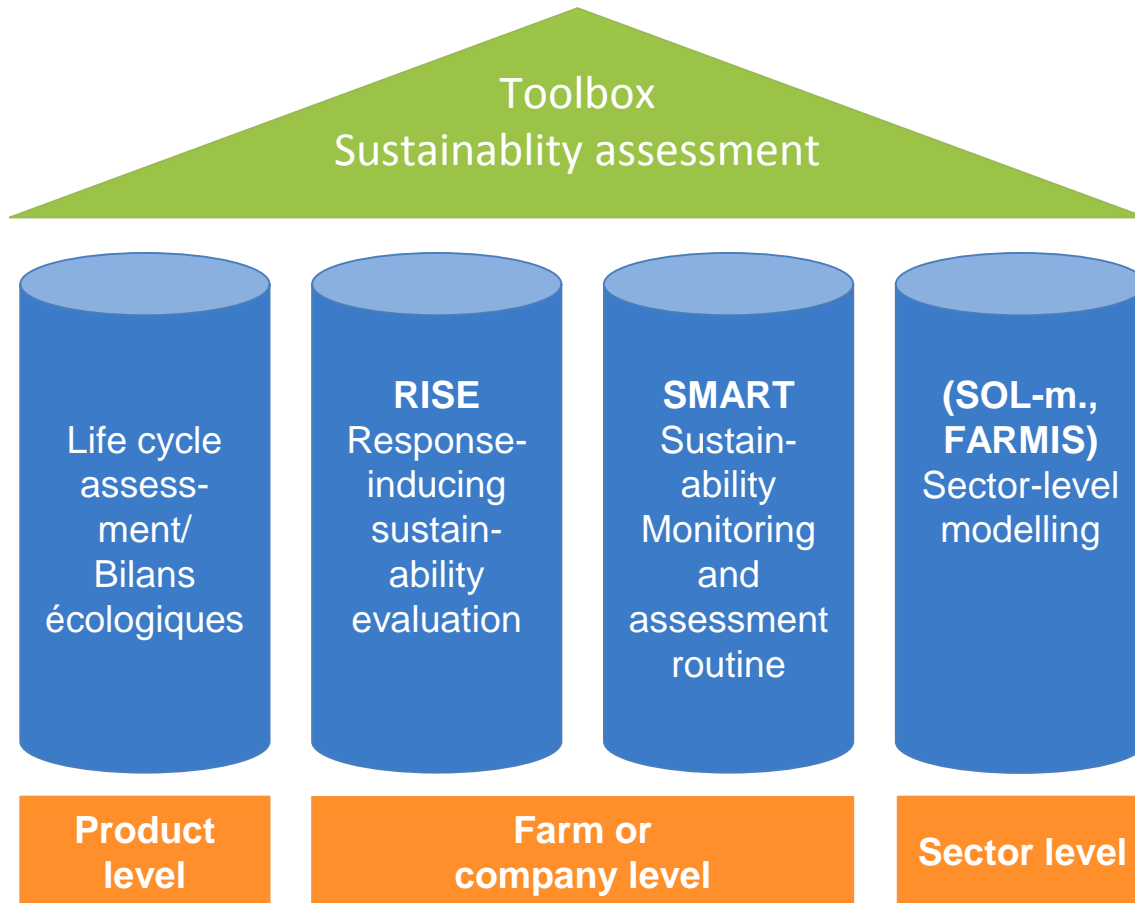 Toolbox
Sustainablity assessment
Life cycle
assess-
ment/
Bilans
écologiques
RISE
Response-
inducing
sustain-
ability
evaluation
SMART
Sustain-
ability
Monitoring
and
assessment
routine
(SOL-m.,
FARMIS)
Sector-level
modelling
Product
level
Farm or
company level
Sector level